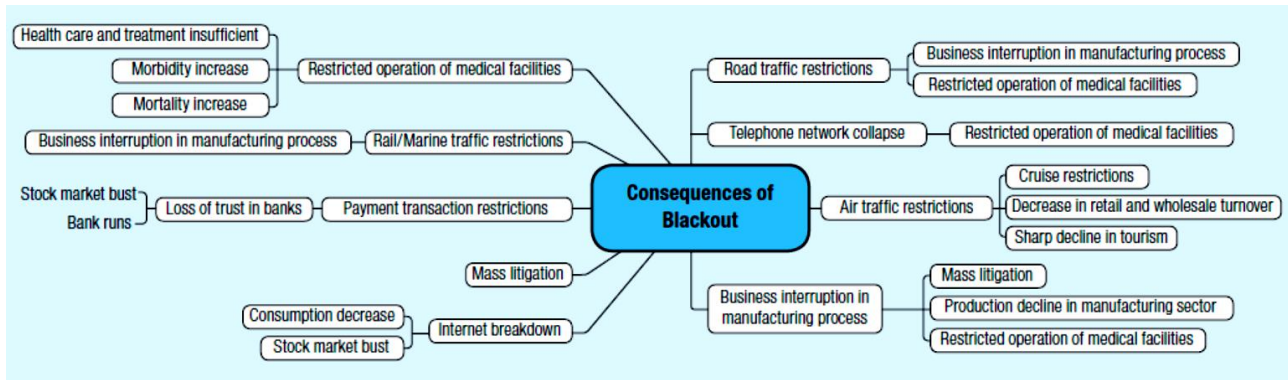 Health care and treatment insufficient
Morbidity increase
Mortality increase
Restricted operation of medical facilities
Business interruption in manufacturing process
Rail/Marine traffic restrictions
Stock market bust
Bank runs
Loss of trust in banks
Payment transaction restrictions
Mass litigation
Consumption decrease
Stock market bust
Internet breakdown
Consequences of
Blackout
Road traffic restrictions
Business interruption in manufacturing process
Restricted operation of medical facilities
Telephone network collapse
Restricted operation of medical facilities
Air traffic restrictions
Cruise restrictions
Decrease in retail and wholesale turnover
Sharp decline in tourism
Business interruption in
manufacturing process
Mass litigation
Production decline in manufacturing sector
Restricted operation of medical facilities